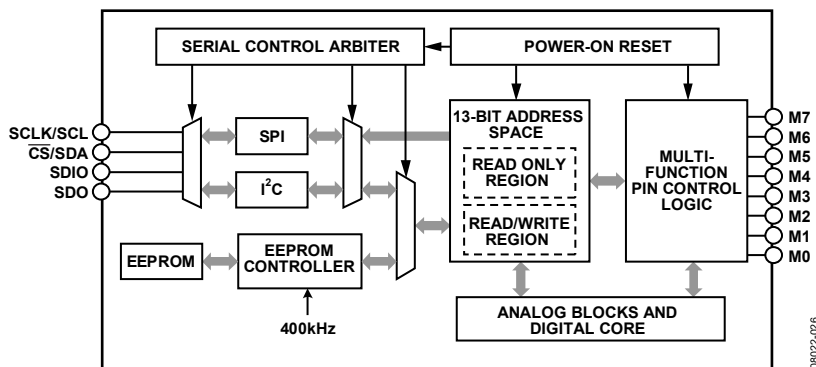 SERIAL CONTROL ARBITER
POWER-ON RESET
SCLK/SCL
CS/SDA
SDIO
SDO
SPI
I²C
13-BIT ADDRESS
SPACE
READ ONLY
REGION
READ/WRITE
REGION
MULTI-
FUNCTION
PIN CONTROL
LOGIC
M7
M6
M5
M4
M3
M2
M1
M0
EEPROM
EEPROM
CONTROLLER
400kHz
ANALOG BLOCKS AND
DIGITAL CORE
08022-026